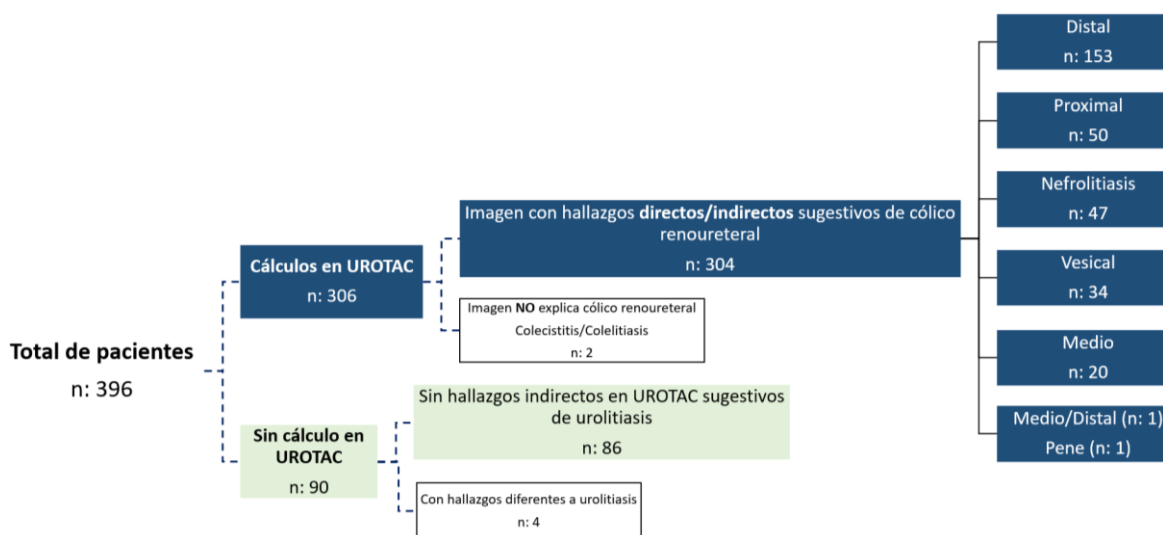 Total de pacientes
n: 396
Cálculos en UROTAC
n: 306
Sin cálculo en
UROTAC
n: 90
Imagen con hallazgos directos/indirectos sugestivos de cólico
renoureteral
n: 304
Imagen NO explica cólico renoureteral
Colecistitis/Colelitiasis
n: 2
Sin hallazgos indirectos en UROTAC sugestivos
de urolitiasis
n: 86
Con hallazgos diferentes a urolitiasis
n: 4
Distal
n: 153
Proximal
n: 50
Nefrolitiasis
n: 47
Vesical
n: 34
Medio
n: 20
Medio/Distal (n: 1)
Pene (n: 1)